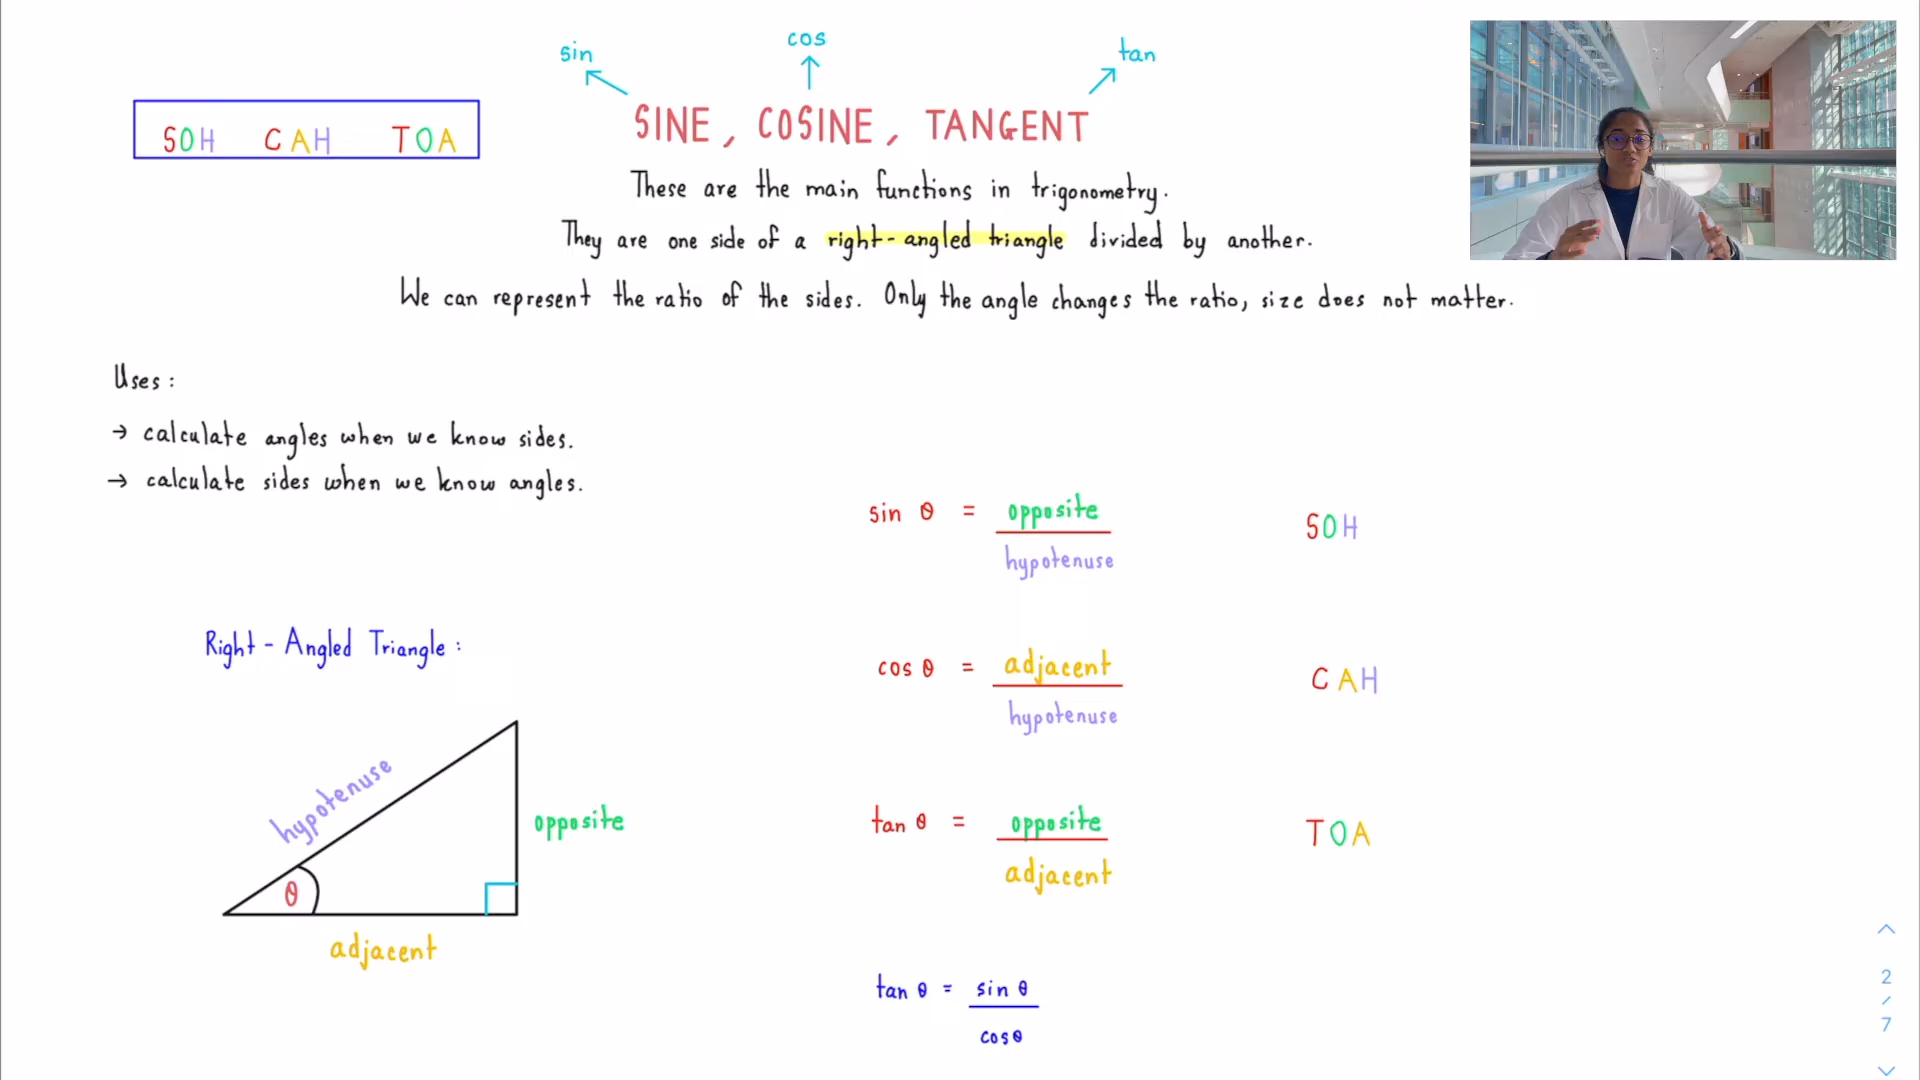 sin cos tan
SOH CAH TOA
SINE, COSINE, TANGENT
These are the main functions in trigonometry.
They are one side of a right-angled triangle divided by another.
We can represent the ratio of the sides. Only the angle changes the ratio, size does not matter.
Uses:
→ calculate angles when we know sides.
→ calculate sides when we know angles.
sin θ = opposite
hypotenuse
SOH
Right-Angled Triangle:
cos θ = adjacent
hypotenuse
CAH
hypotenuse
opposite
θ
adjacent
tan θ = opposite
adjacent
TOA
tan θ = sin θ
cos θ
2
/
7